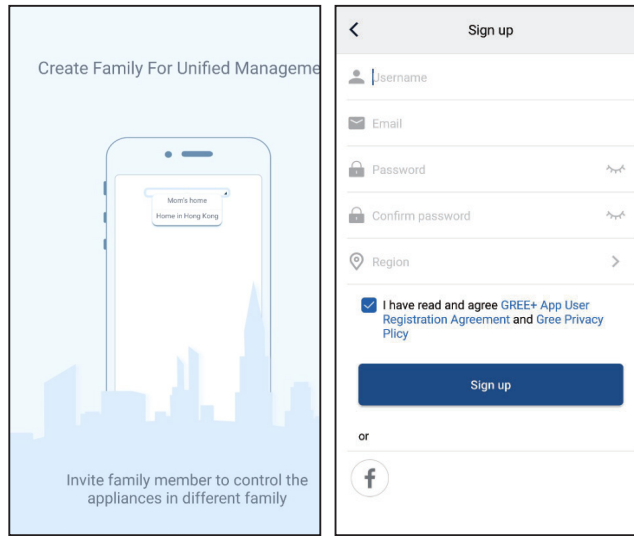 Create Family For Unified Manageme
Mom's home
Home in Hong Kong
Invite family member to control the
appliances in different family
Sign up
Username
Email
Password
Confirm password
Region
I have read and agree GREE+ App User
Registration Agreement and Gree Privacy
Plicy
Sign up
or
f